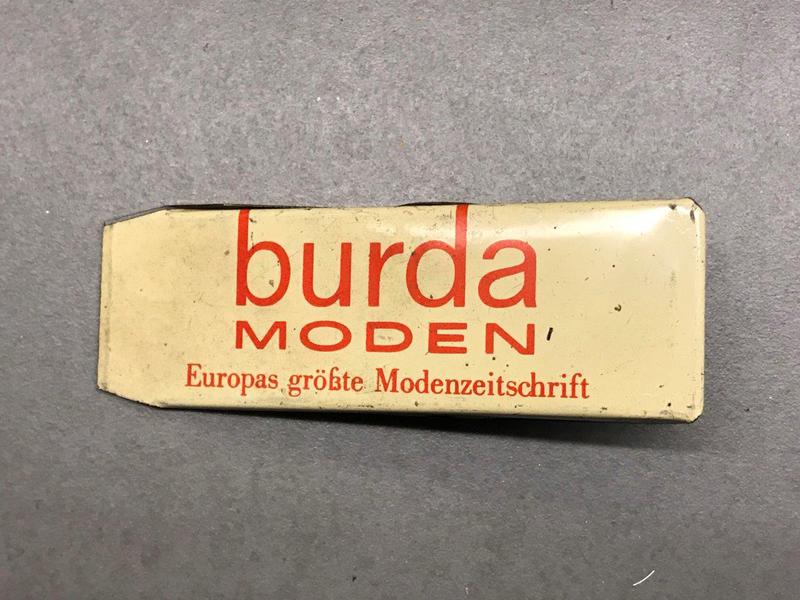 burda
MODEN
Europas größte Modenzeitschrift